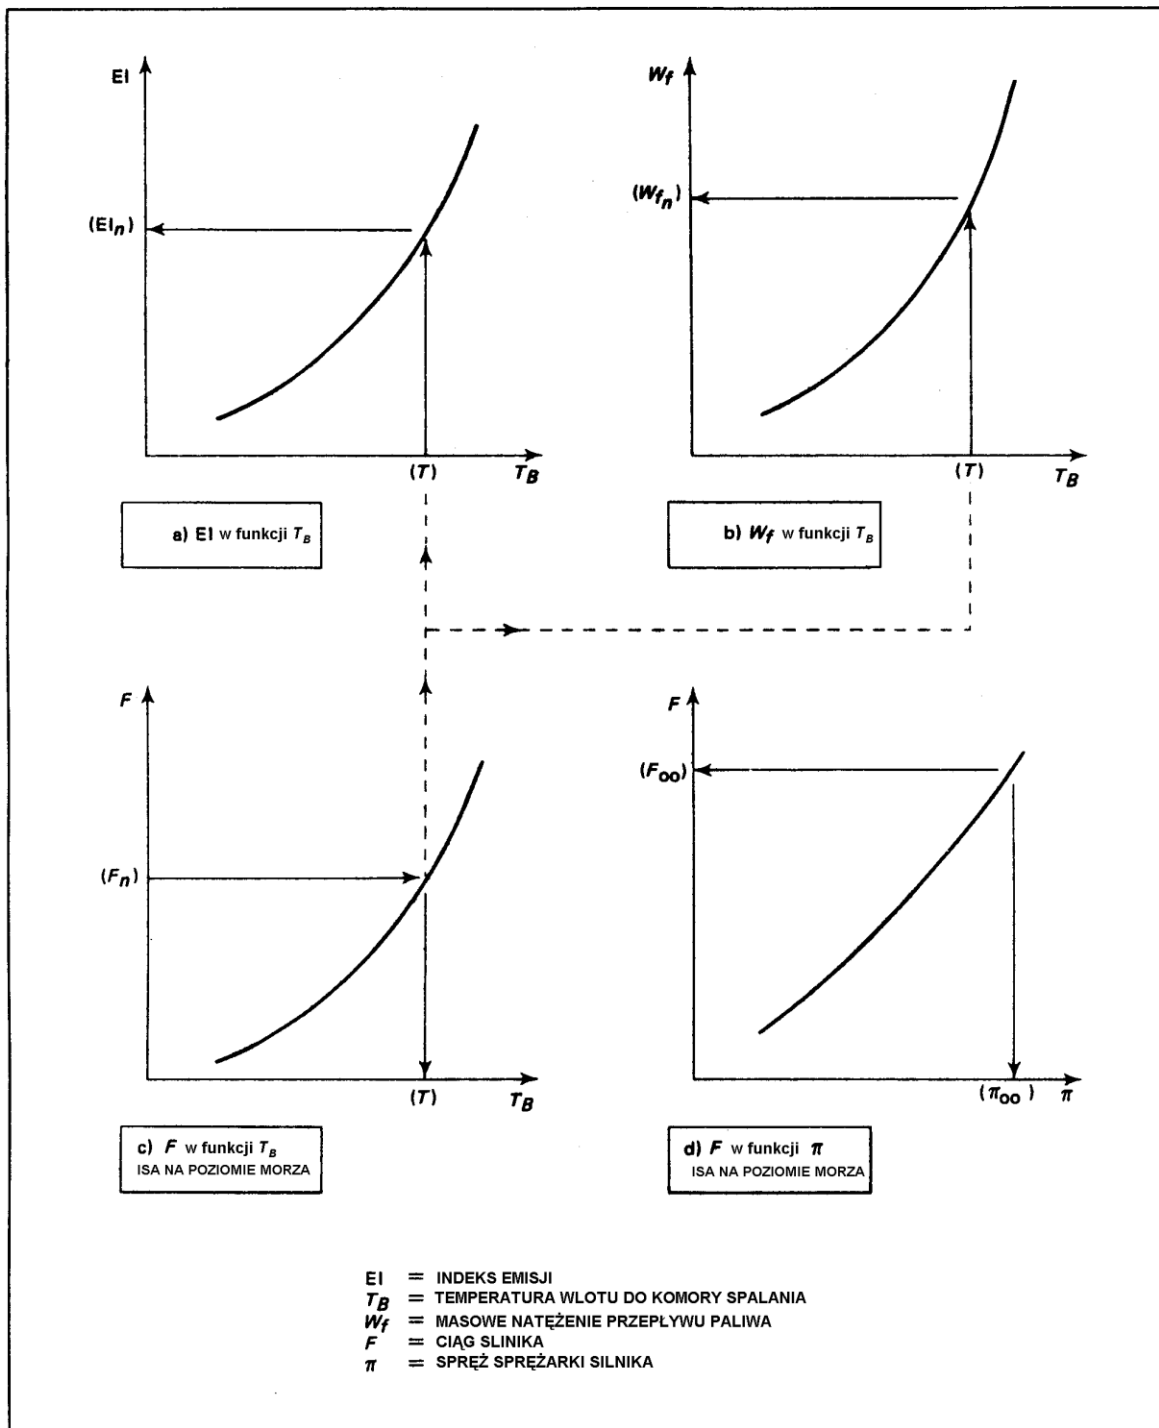 EI
(EIn)
(T) TB
a) EI w funkcji TB
Wf
(Wfn)
(T) TB
b) Wf w funkcji TB
F
(Fn)
(T) TB
c) F w funkcji TB
ISA NA POZIOMIE MORZA
F
(Foo)
(πoo) π
d) F w funkcji π
ISA NA POZIOMIE MORZA
EI = INDEKS EMISJI
TB = TEMPERATURA WLOTU DO KOMORY SPALANIA
Wf = MASOWE NATĘŻENIE PRZEPŁYWU PALIWA
F = CIĄG SLINIKA
π = SPRĘŻ SPRĘŻARKI SILNIKA